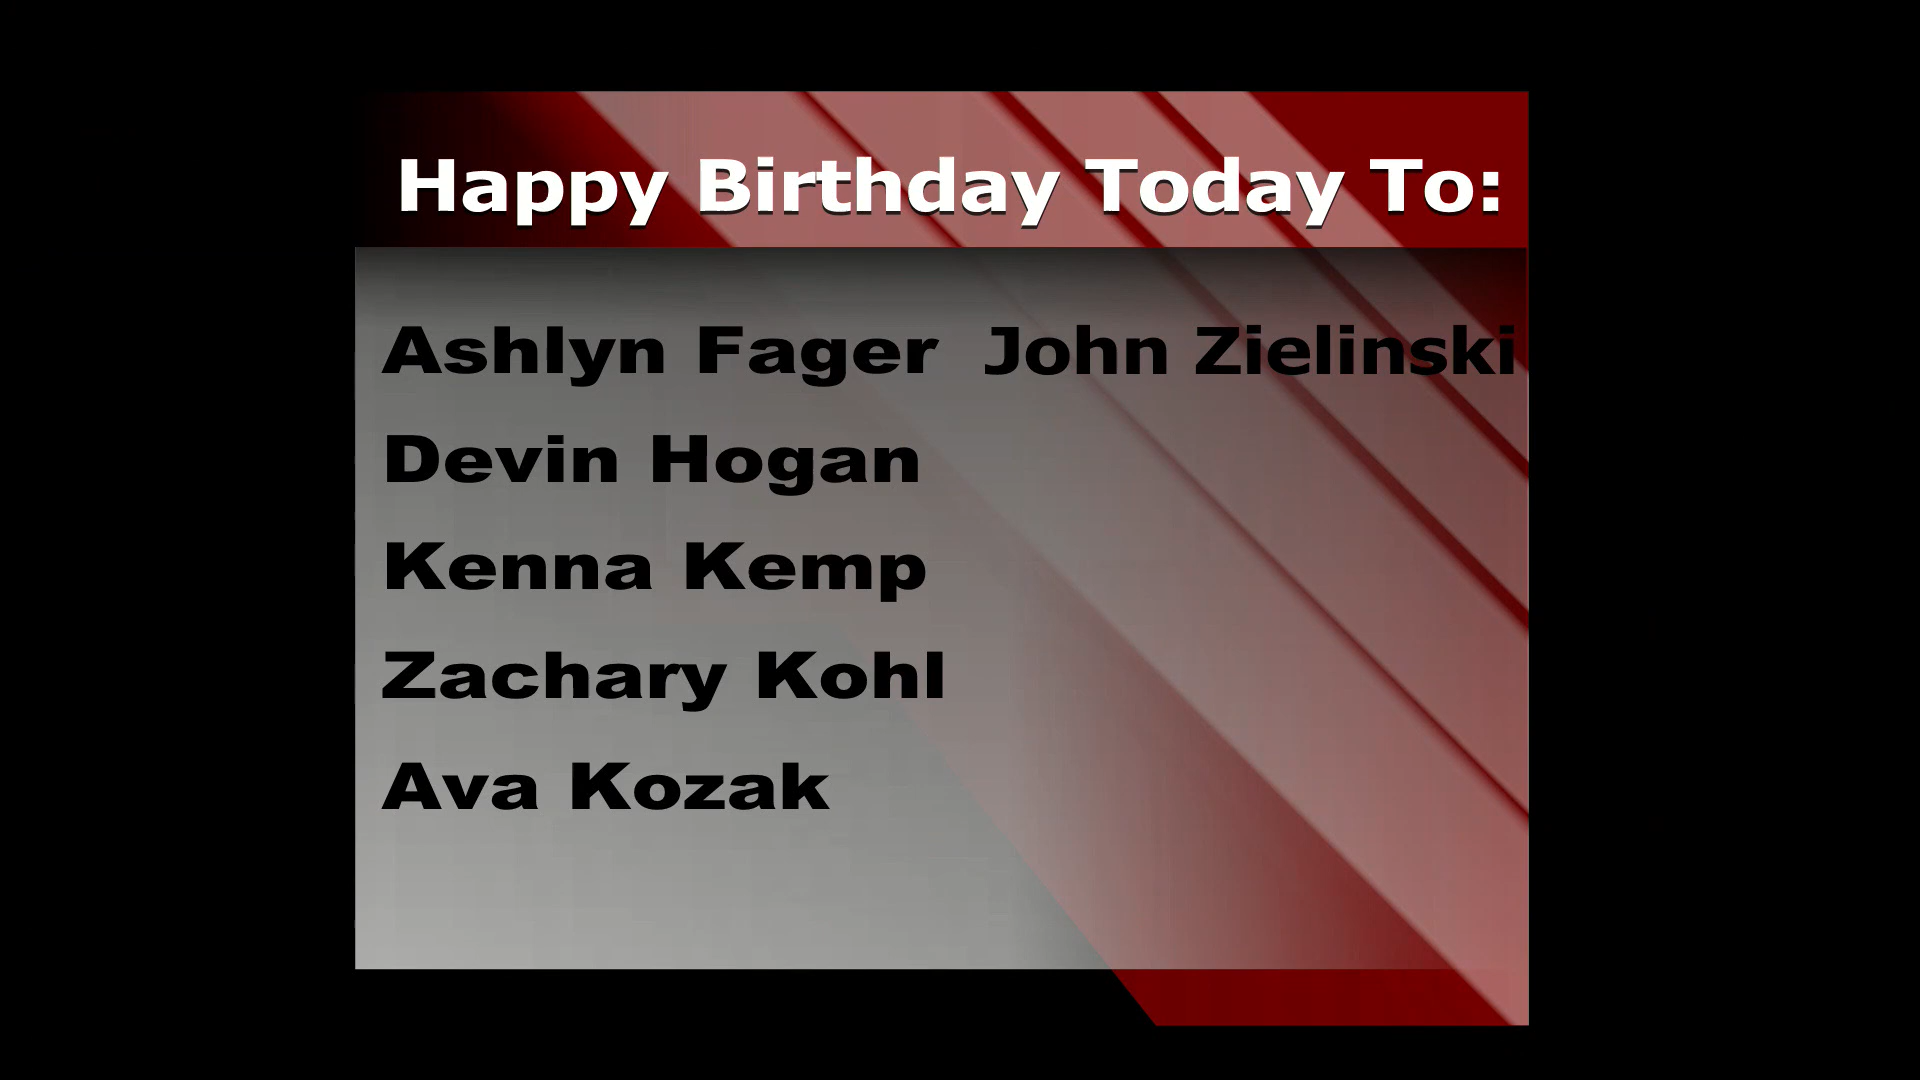 Happy Birthday Today To:
Ashlyn Fager John Zielinski
Devin Hogan
Kenna Kemp
Zachary Kohl
Ava Kozak